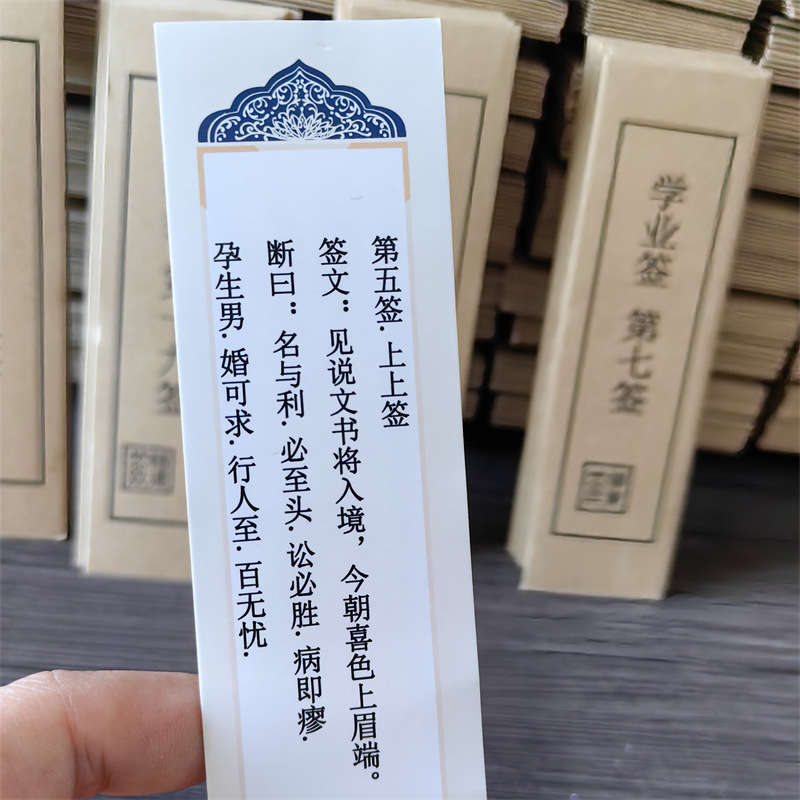 第五签.上上签
签文：见说文书将入境，今朝喜色上眉端。
断曰：名与利.必至头.讼必胜.病即瘳.
孕生男.婚可求.行人至.百无忧.
学业签 第七签